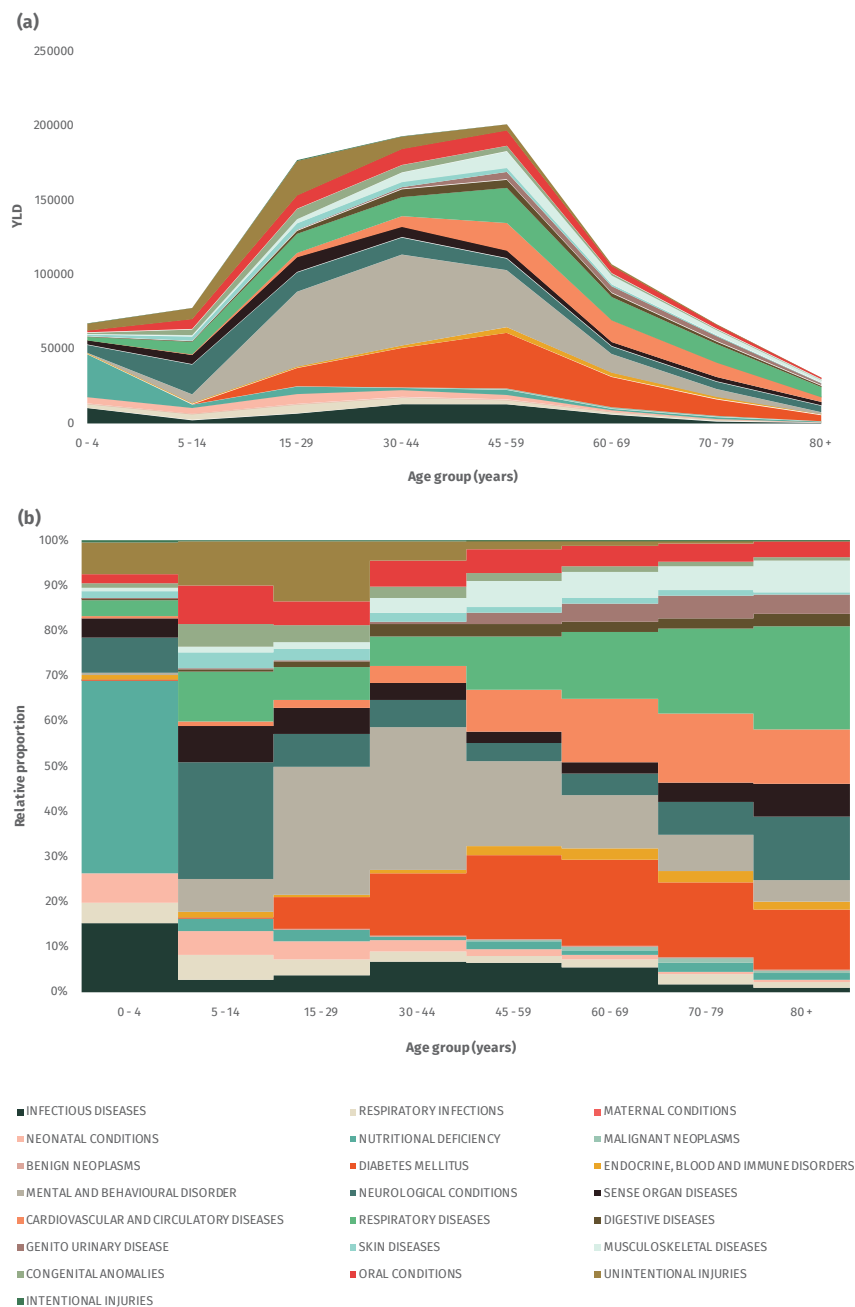 (a)
250000
200000
150000
100000
50000
0
YLD
0 - 4 5 - 14 15 - 29 30 - 44 45 - 59 60 - 69 70 - 79 80 +
Age group (years)
(b)
100%
90%
80%
70%
60%
50%
40%
30%
20%
10%
0%
Relative proportion
0 - 4 5 - 14 15 - 29 30 - 44 45 - 59 60 - 69 70 - 79 80 +
Age group (years)
INFECTIOUS DISEASES RESPIRATORY INFECTIONS MATERNAL CONDITIONS
NEONATAL CONDITIONS NUTRITIONAL DEFICIENCY MALIGNANT NEOPLASMS
BENIGN NEOPLASMS DIABETES MELLITUS ENDOCRINE, BLOOD AND IMMUNE DISORDERS
MENTAL AND BEHAVIOURAL DISORDER NEUROLOGICAL CONDITIONS SENSE ORGAN DISEASES
CARDIOVASCULAR AND CIRCULATORY DISEASES RESPIRATORY DISEASES DIGESTIVE DISEASES
GENITO URINARY DISEASE SKIN DISEASES MUSCULOSKELETAL DISEASES
CONGENITAL ANOMALIES ORAL CONDITIONS UNINTENTIONAL INJURIES
INTENTIONAL INJURIES